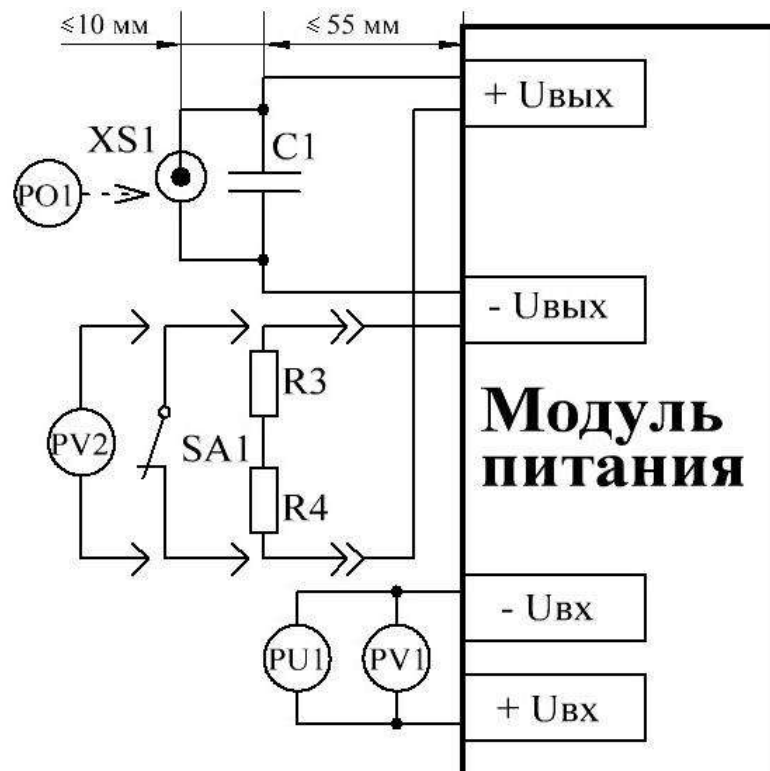 ≤10 мм
≤ 55 мм
+ Uвых
XS1
C1
PO1
- Uвых
R3
Модуль
питания
PV2
SA1
R4
- Uвх
PU1
PV1
+ Uвх